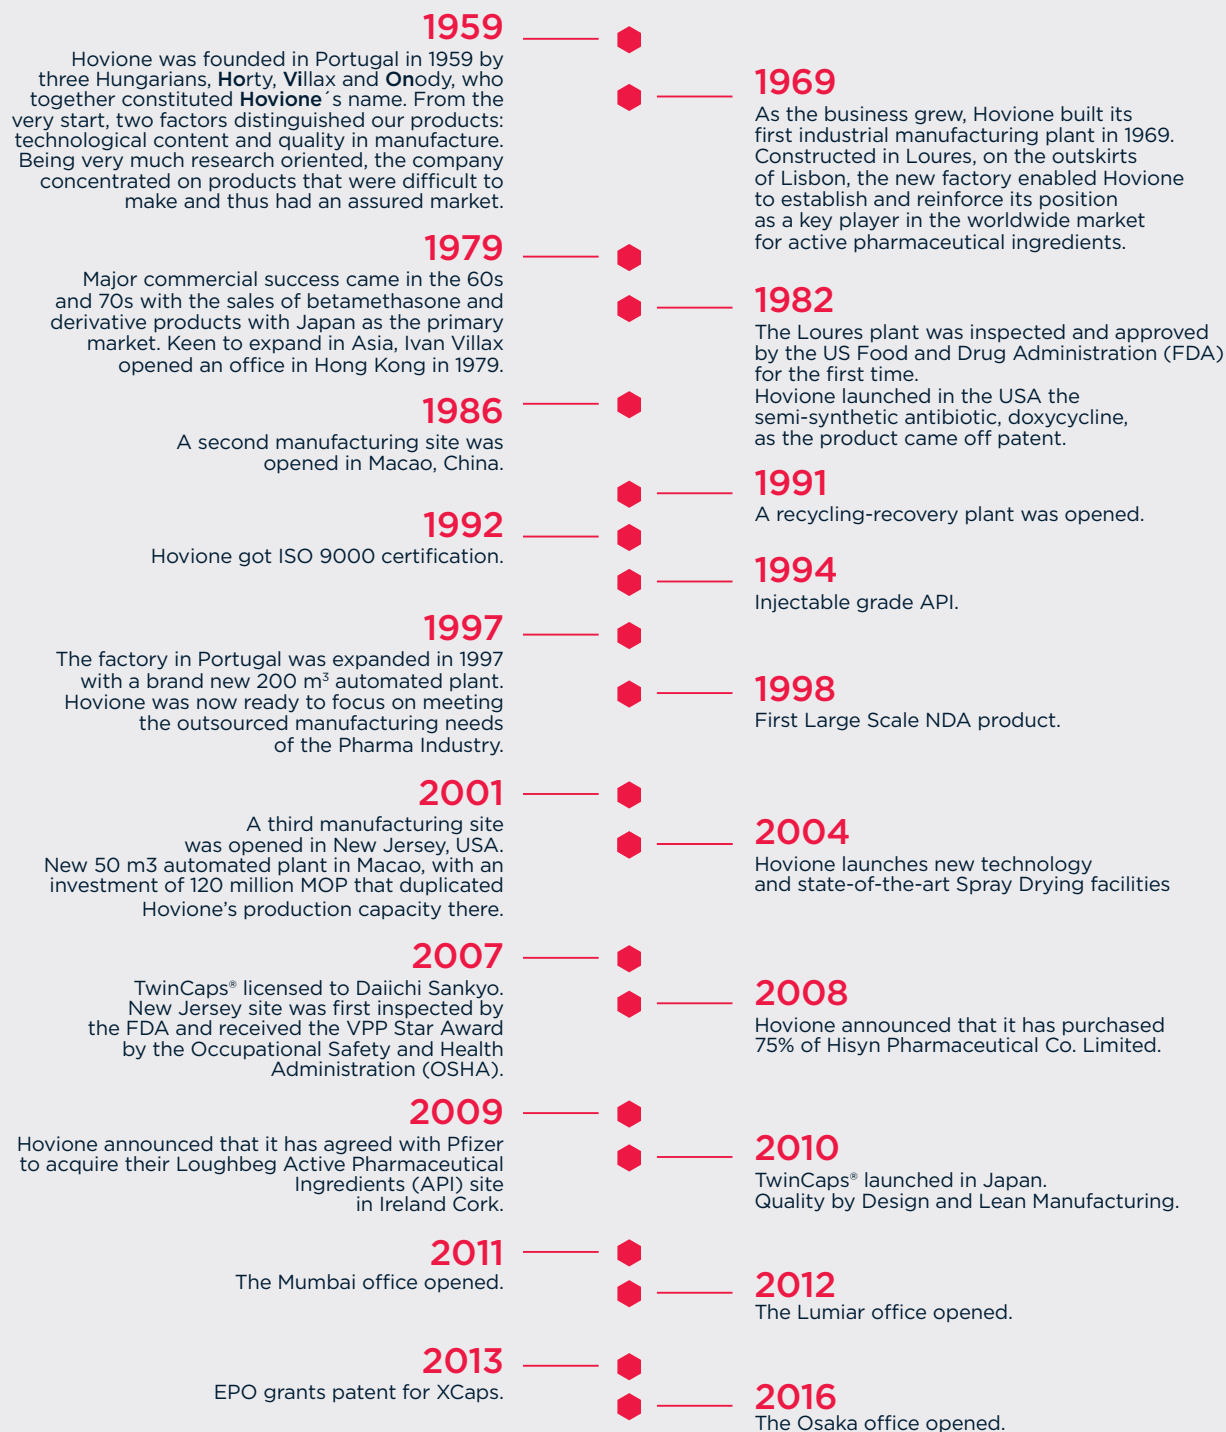 1959
Hovione was founded in Portugal in 1959 by
three Hungarians, Horty, Villax and Onody, who
together constituted Hovione´s name. From the
very start, two factors distinguished our products:
technological content and quality in manufacture.
Being very much research oriented, the company
concentrated on products that were difficult to
make and thus had an assured market.
1969
As the business grew, Hovione built its
first industrial manufacturing plant in 1969.
Constructed in Loures, on the outskirts
of Lisbon, the new factory enabled Hovione
to establish and reinforce its position
as a key player in the worldwide market
for active pharmaceutical ingredients.
1979
Major commercial success came in the 60s
and 70s with the sales of betamethasone and
derivative products with Japan as the primary
market. Keen to expand in Asia, Ivan Villax
opened an office in Hong Kong in 1979.
1982
The Loures plant was inspected and approved
by the US Food and Drug Administration (FDA)
for the first time.
Hovione launched in the USA the
semi-synthetic antibiotic, doxycycline,
as the product came off patent.
1986
A second manufacturing site was
opened in Macao, China.
1991
A recycling-recovery plant was opened.
1992
Hovione got ISO 9000 certification.
1994
Injectable grade API.
1997
The factory in Portugal was expanded in 1997
with a brand new 200 m³ automated plant.
Hovione was now ready to focus on meeting
the outsourced manufacturing needs
of the Pharma Industry.
1998
First Large Scale NDA product.
2001
A third manufacturing site
was opened in New Jersey, USA.
New 50 m3 automated plant in Macao, with an
investment of 120 million MOP that duplicated
Hovione's production capacity there.
2004
Hovione launches new technology
and state-of-the-art Spray Drying facilities
2007
TwinCaps® licensed to Daiichi Sankyo.
New Jersey site was first inspected by
the FDA and received the VPP Star Award
by the Occupational Safety and Health
Administration (OSHA).
2008
Hovione announced that it has purchased
75% of Hisyn Pharmaceutical Co. Limited.
2009
Hovione announced that it has agreed with Pfizer
to acquire their Loughbeg Active Pharmaceutical
Ingredients (API) site
in Ireland Cork.
2010
TwinCaps® launched in Japan.
Quality by Design and Lean Manufacturing.
2011
The Mumbai office opened.
2012
The Lumiar office opened.
2013
EPO grants patent for XCaps.
2016
The Osaka office opened.